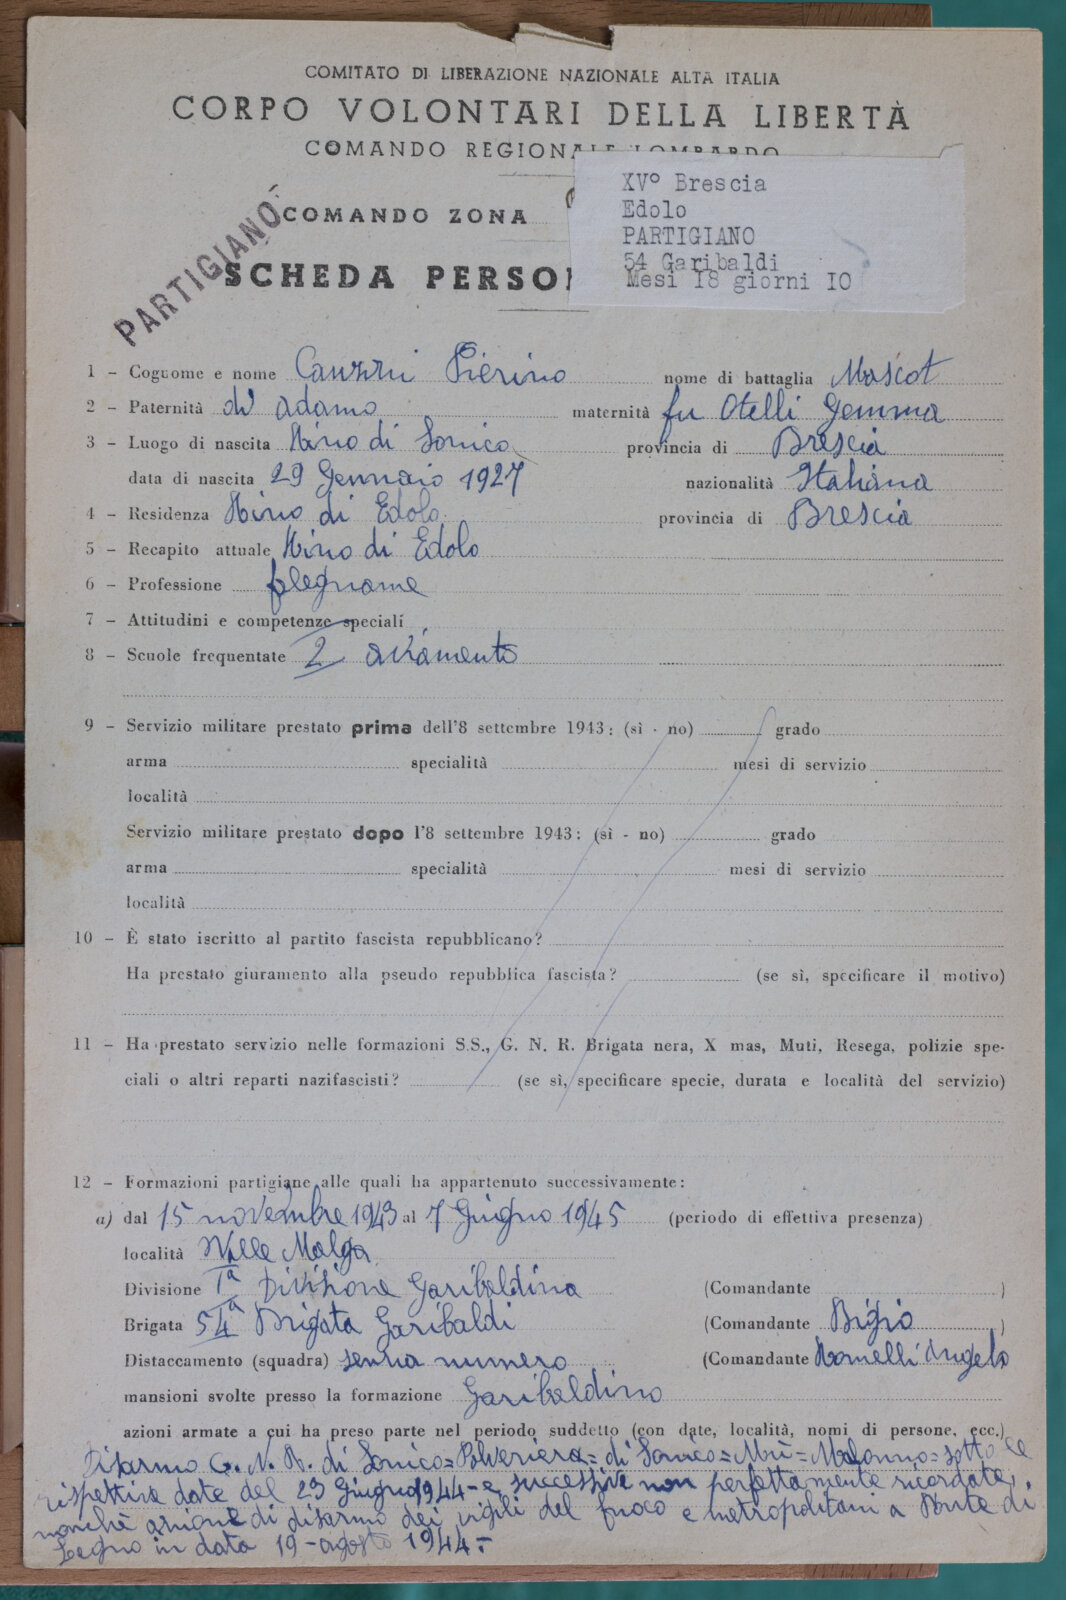 COMITATO DI LIBERAZIONE NAZIONALE ALTA ITALIA
CORPO VOLONTARI DELLA LIBERTÀ
COMANDO REGIONALE LOMBARDO
XV° Brescia
Edolo
PARTIGIANO
54 Garibaldi
Mesi I8 giorni IO
COMANDO ZONA
PARTIGIANO
SCHEDA PERSO
1 - Cognome e nome Cauzzi Pierino nome di battaglia Mascot
2 - Paternità di Adamo maternità fu Otelli Gemma
3 - Luogo di nascita Rino di Sonico provincia di Brescia
data di nascita 29 Gennaio 1927 nazionalità Italiana
4 - Residenza Rino di Edolo provincia di Brescia
5 - Recapito attuale Rino di Edolo
6 - Professione falegname
7 - Attitudini e competenze speciali
8 - Scuole frequentate 2 aviamento
9 - Servizio militare prestato prima dell'8 settembre 1943: (sì - no) grado
arma specialità mesi di servizio
località
Servizio militare prestato dopo l'8 settembre 1943: (sì - no) grado
arma specialità mesi di servizio
località
10 - È stato iscritto al partito fascista repubblicano?
Ha prestato giuramento alla pseudo repubblica fascista? (se sì, specificare il motivo)
11 - Ha prestato servizio nelle formazioni S.S., G. N. R. Brigata nera, X mas, Muti, Resega, polizie spe-
ciali o altri reparti nazifascisti? (se sì, specificare specie, durata e località del servizio)
12 - Formazioni partigiane alle quali ha appartenuto successivamente:
a) dal 15 novembre 1943 al 7 Giugno 1945 (periodo di effettiva presenza)
località Malga
Divisione Iª Divisione Garibaldina (Comandante )
Brigata 54ª Brigata Garibaldi (Comandante Bigio )
Distaccamento (squadra) senza numero (Comandante Romelli Angelo
mansioni svolte presso la formazione Garibaldino
azioni armate a cui ha preso parte nel periodo suddetto (con date, località, nomi di persone, ecc.)
Disarmo G. N. R. di Sonico = Polveriera = di Sonico = Mù = Malonno = sotto le
rispettive date del 23 Giugno 1944 - e successive non perfettamente ricordate,
nonchè azione di disarmo dei vigili del fuoco e metropolitani a Ponte di
Legno in data 19 - agosto 1944 -